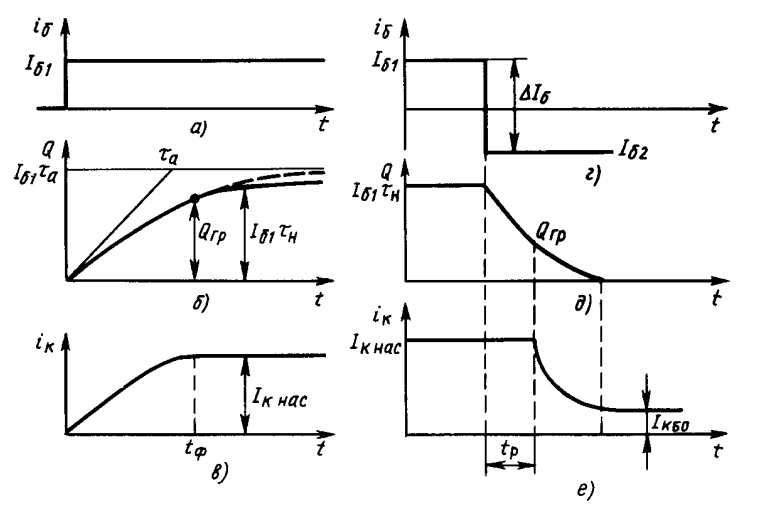 iб
Iб1
t
а)
Q
τа
Iб1τа
Qгр
Iб1τн
t
б)
iк
Iк нас
tф
t
в)
iб
Iб1
ΔIб
Iб2
t
г)
Q
Iб1τн
Qгр
t
д)
iк
Iк нас
Iкбо
t
tр
е)